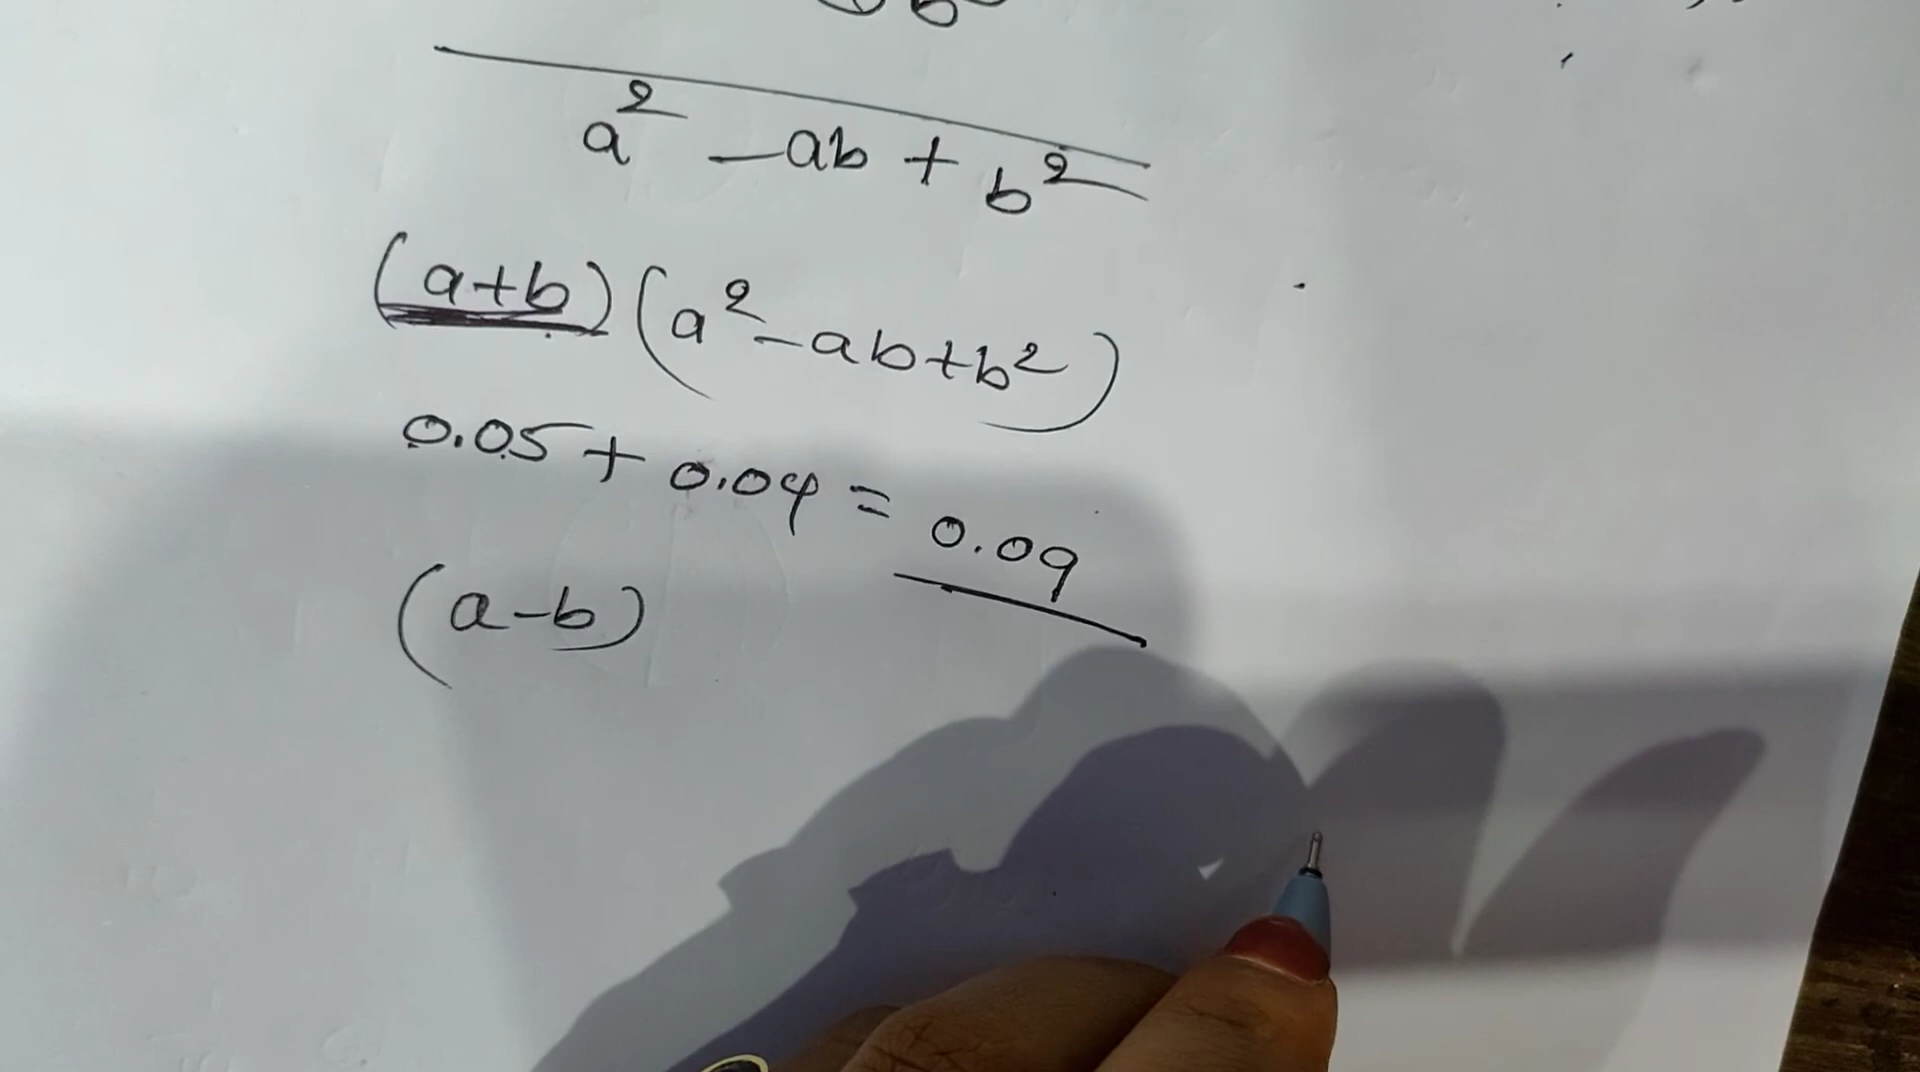 a² - ab + b²
(a+b) (a² - ab + b²)
0.05 + 0.04 = 0.09
(a-b)